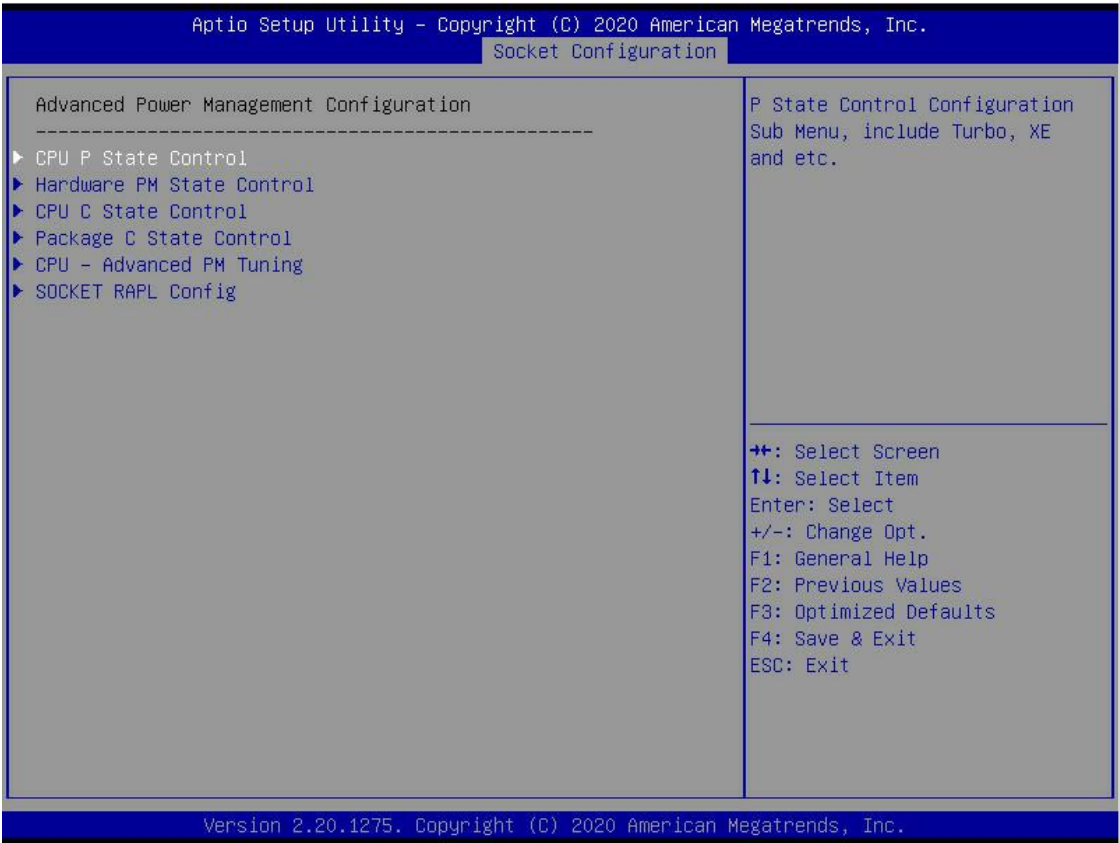 Aptio Setup Utility – Copyright (C) 2020 American Megatrends, Inc.
Socket Configuration
Advanced Power Management Configuration
--------------------------------------------------
CPU P State Control
Hardware PM State Control
CPU C State Control
Package C State Control
CPU – Advanced PM Tuning
SOCKET RAPL Config
P State Control Configuration
Sub Menu, include Turbo, XE
and etc.
→←: Select Screen
↑↓: Select Item
Enter: Select
+/-: Change Opt.
F1: General Help
F2: Previous Values
F3: Optimized Defaults
F4: Save & Exit
ESC: Exit
Version 2.20.1275. Copyright (C) 2020 American Megatrends, Inc.